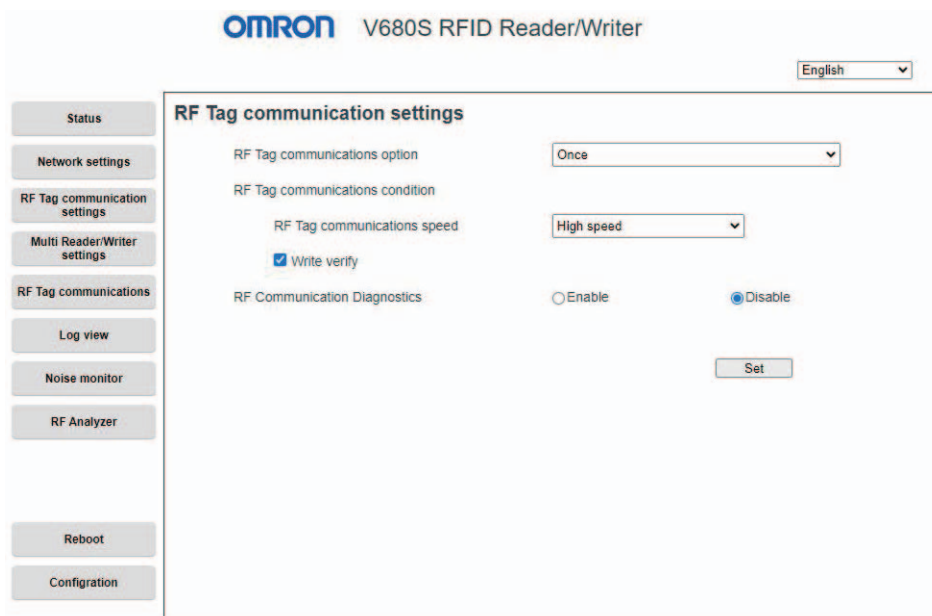 OMRON V680S RFID Reader/Writer
English
Status
Network settings
RF Tag communication
settings
Multi Reader/Writer
settings
RF Tag communications
Log view
Noise monitor
RF Analyzer
Reboot
Configration
RF Tag communication settings
RF Tag communications option Once
RF Tag communications condition
RF Tag communications speed High speed
Write verify
RF Communication Diagnostics Enable Disable
Set